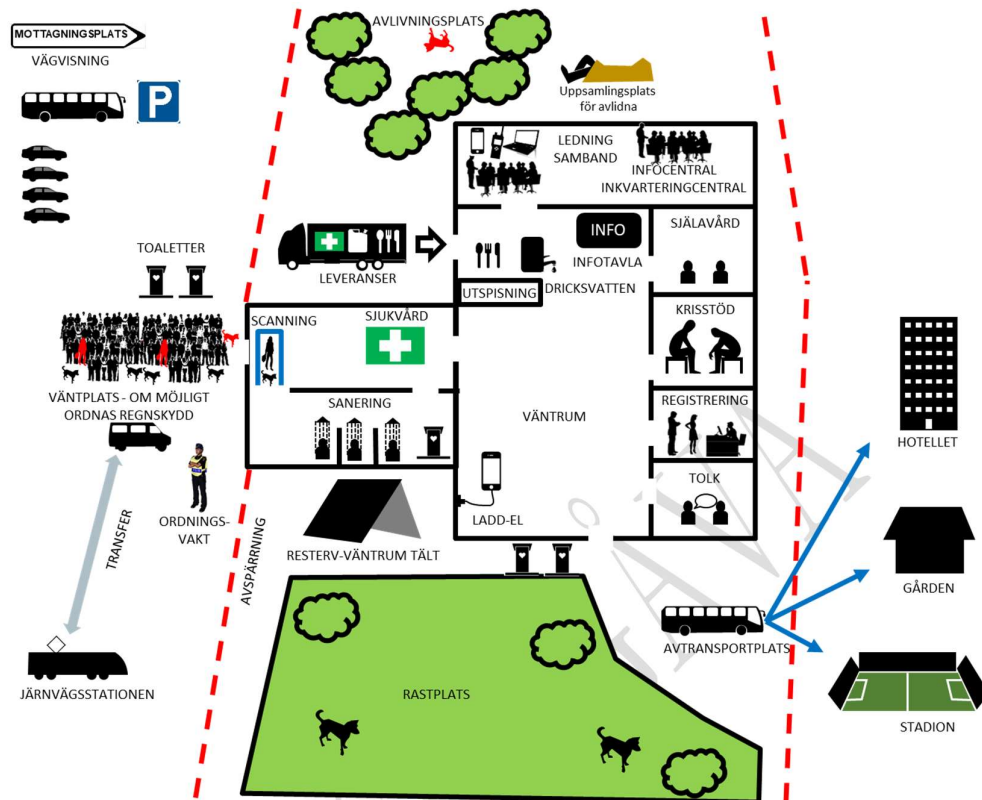 MOTTAGNINGSPLATS
VÄGVISNING
P
AVLIVNINGSPLATS
Uppsamlingsplats
för avlidna
LEDNING
SAMBAND
INFOCENTRAL
INKVARTERINGCENTRAL
TOALETTER
LEVERANSER
INFO
INFOTAVLA
SJÄLAVÅRD
UTSPISNING
DRICKSVATTEN
SCANNING
SJUKVÅRD
KRISSTÖD
VÄNTPLATS - OM MÖJLIGT
ORDNAS REGNSKYDD
SANERING
VÄNTRUM
REGISTRERING
HOTELLET
TOLK
LADD-EL
ORDNINGS-
VAKT
TRANSFER
AVSPÄRRNING
RESTERV-VÄNTRUM TÄLT
GÅRDEN
AVTRANSPORTPLATS
JÄRNVÄGSSTATIONEN
RASTPLATS
STADION